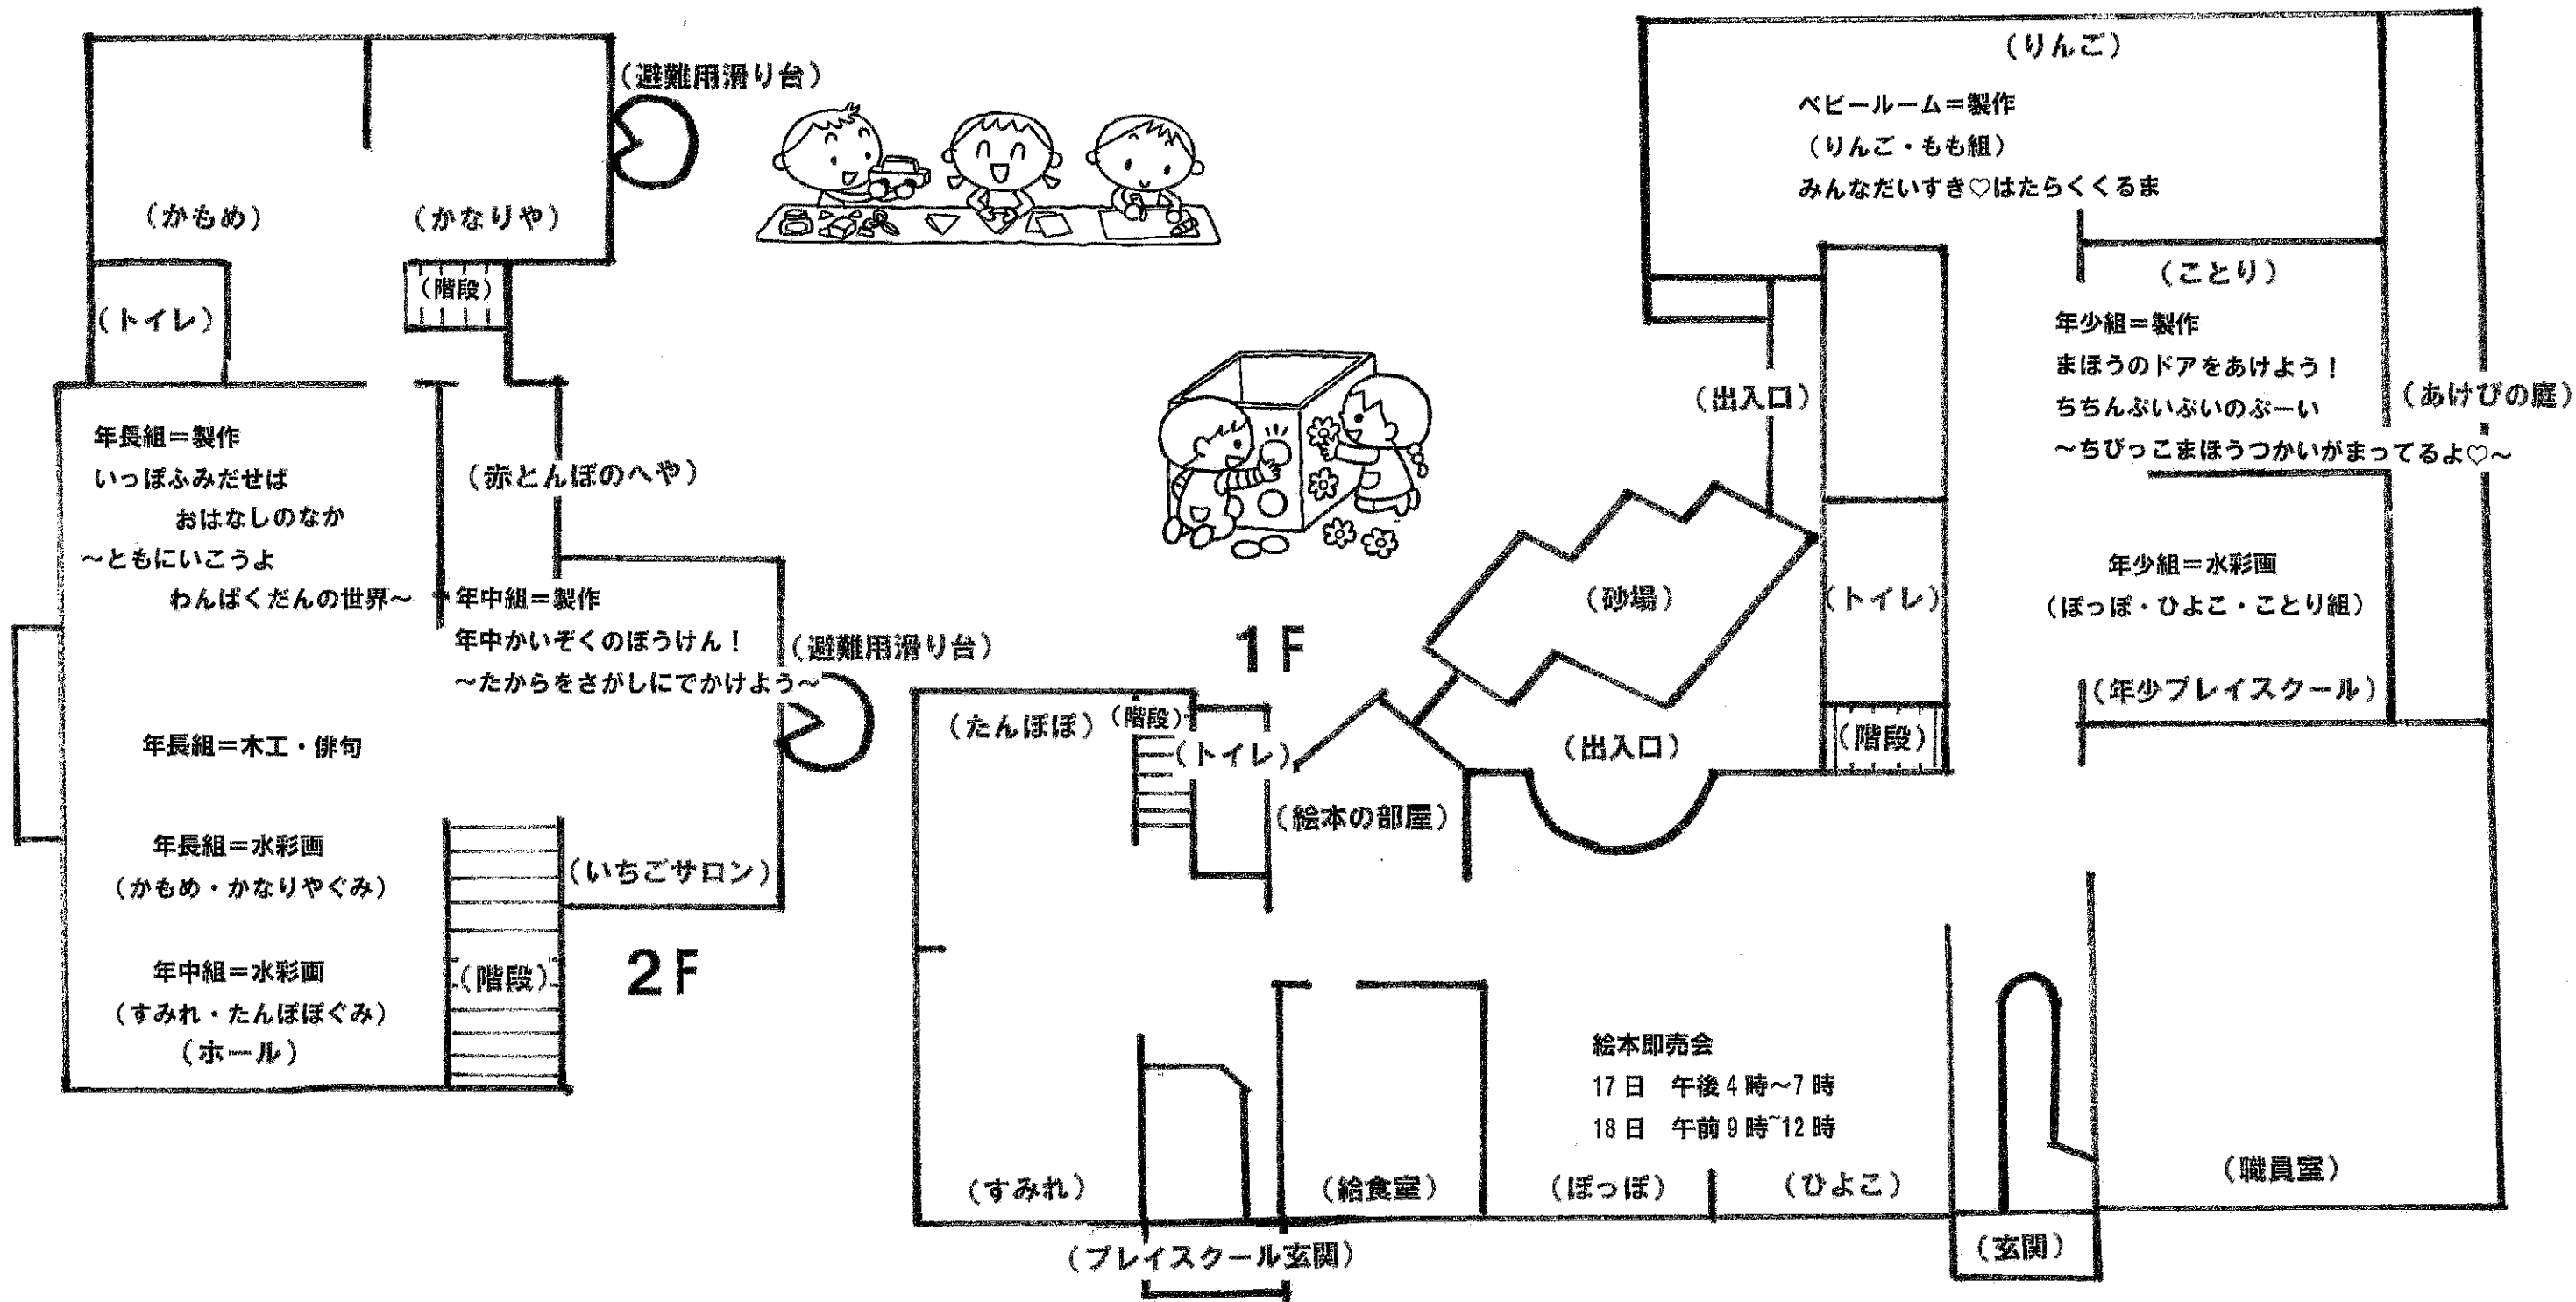 (かもめ)
(かなりや)
(避難用滑り台)
(トイレ)
(階段)
年長組=製作
いっぽふみだせば
おはなしのなか
~ともにいこうよ
わんぱくだんの世界~
(赤とんぼのへや)
年中組=製作
年中かいぞくのぼうけん!
~たからをさがしにでかけよう~
(避難用滑り台)
年長組=木工・俳句
年長組=水彩画
(かもめ・かなりやぐみ)
年中組=水彩画
(すみれ・たんぽぽぐみ)
(ホール)
(階段)
(いちごサロン)
2F
1F
(りんご)
ベビールーム=製作
(りんご・もも組)
みんなだいすき♡はたらくくるま
(ことり)
年少組=製作
まほうのドアをあけよう!
ちちんぷいぷいのぷーい
~ちびっこまほうつかいがまってるよ♡~
(あけびの庭)
(出入口)
(砂場)
(トイレ)
年少組=水彩画
(ぽっぽ・ひよこ・ことり組)
(年少プレイスクール)
(階段)
(出入口)
(たんぽぽ)
(階段)
(トイレ)
(絵本の部屋)
絵本即売会
17日 午後4時~7時
18日 午前9時~12時
(すみれ)
(給食室)
(ぽっぽ)
(ひよこ)
(職員室)
(プレイスクール玄関)
(玄関)